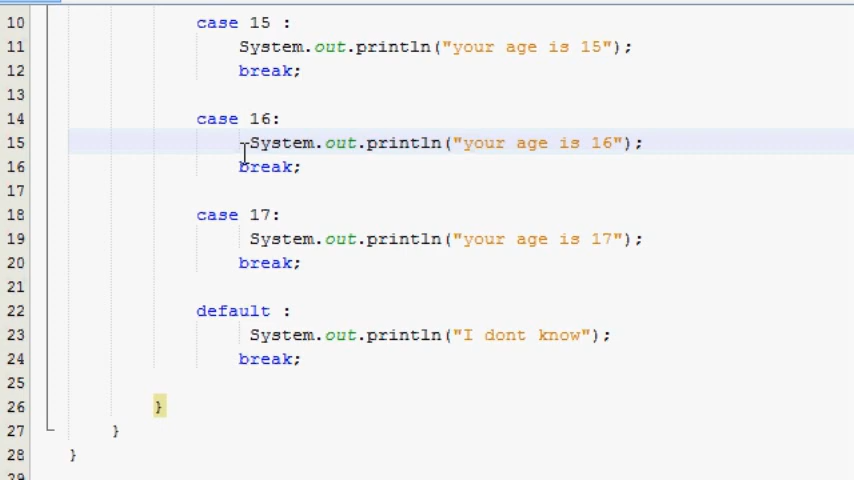 10 case 15 :
11 System.out.println("your age is 15");
12 break;
13
14 case 16:
15 System.out.println("your age is 16");
16 break;
17
18 case 17:
19 System.out.println("your age is 17");
20 break;
21
22 default :
23 System.out.println("I dont know");
24 break;
25
26 }
27 }
28 }
29